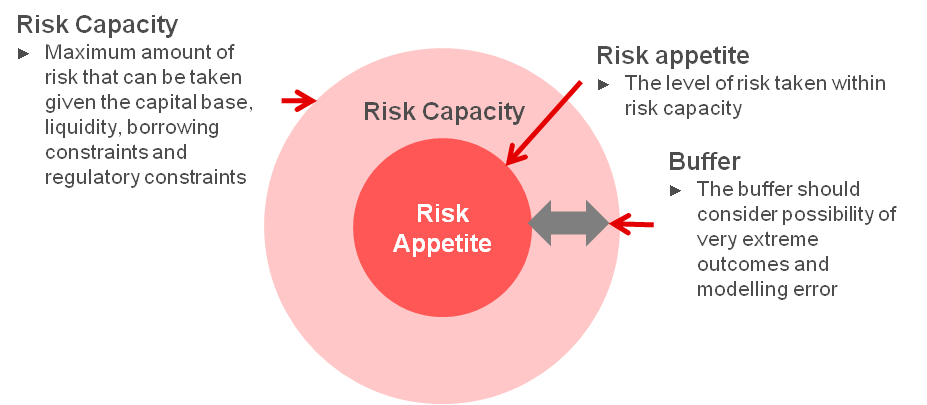 Risk Capacity
► Maximum amount of
risk that can be taken
given the capital base,
liquidity, borrowing
constraints and
regulatory constraints
Risk appetite
► The level of risk taken within
risk capacity
Risk Capacity
Risk
Appetite
Buffer
► The buffer should
consider possibility of
very extreme
outcomes and
modelling error